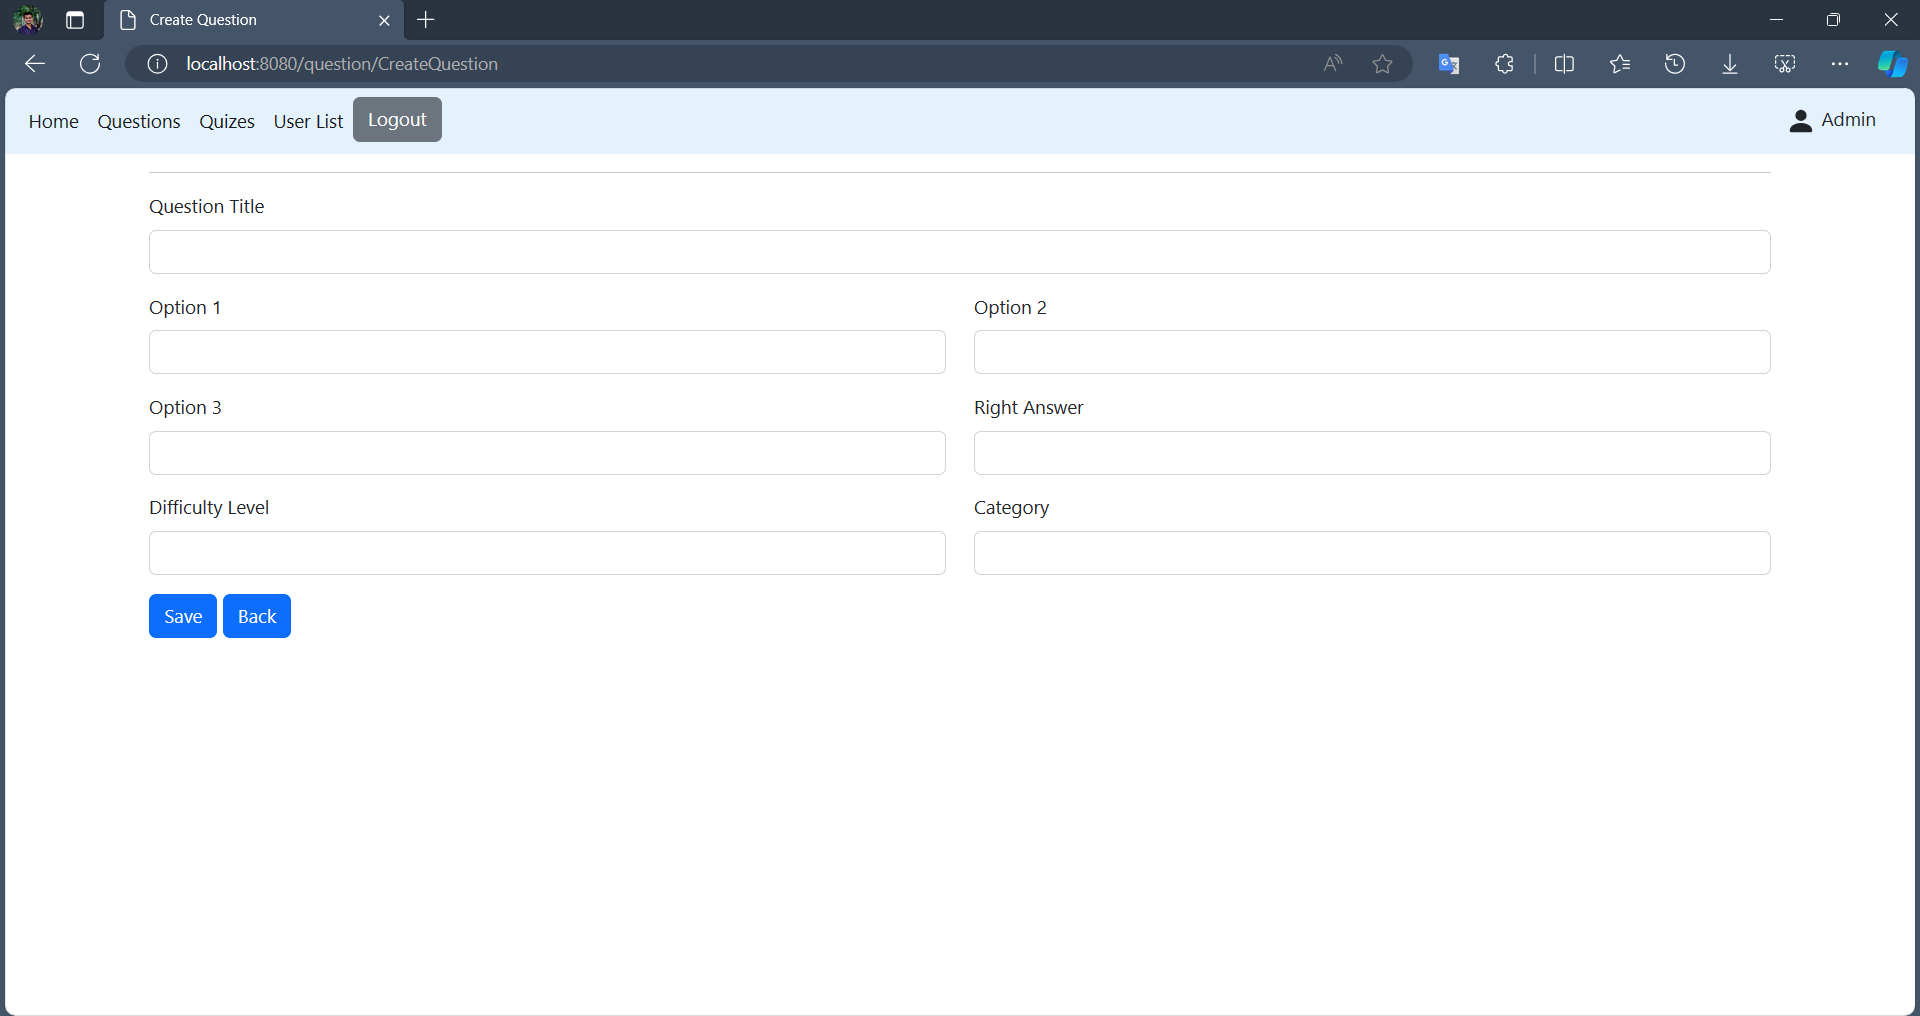 Create Question
localhost:8080/question/CreateQuestion
Home Questions Quizes User List Logout Admin
Question Title
Option 1 Option 2
Option 3 Right Answer
Difficulty Level Category
Save Back